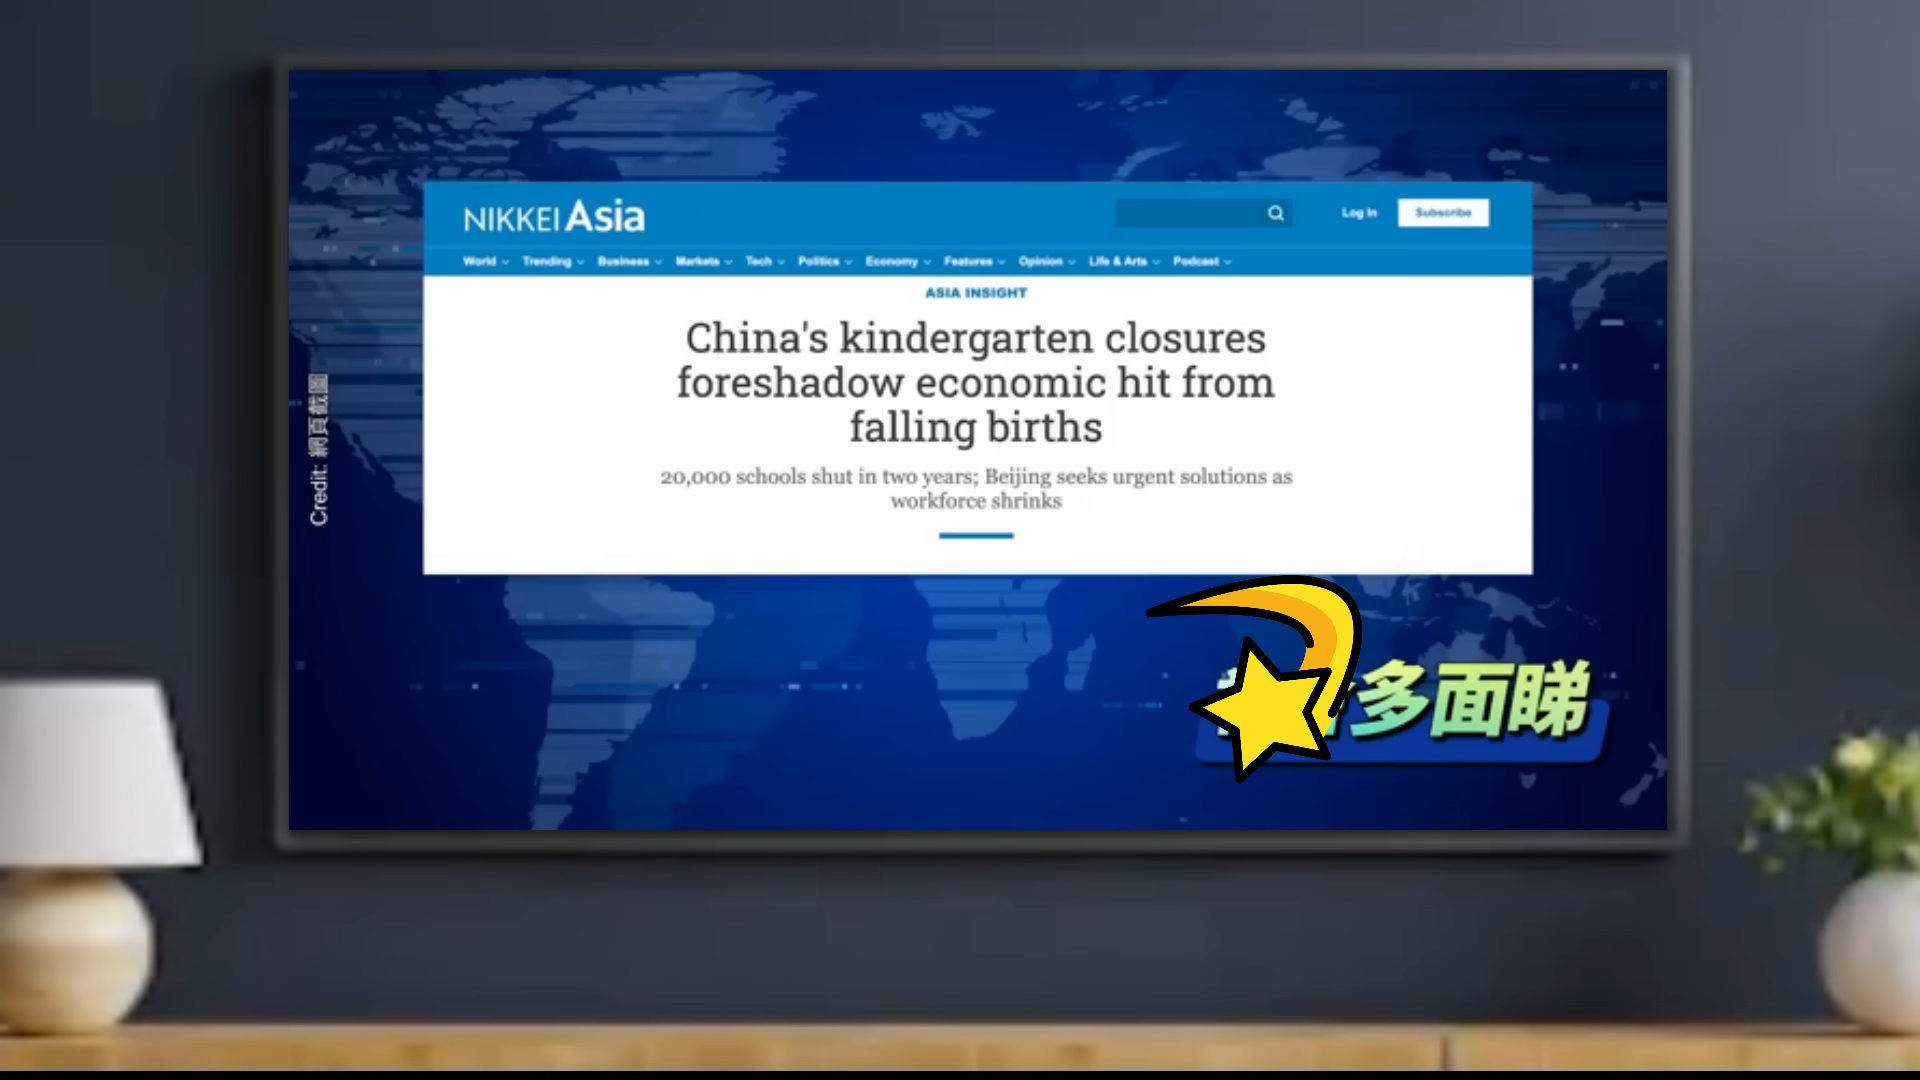 NIKKEI Asia
Log In
Subscribe
World Trending Business Markets Tech Politics Economy Features Opinion Life & Arts Podcast
ASIA INSIGHT
China's kindergarten closures
foreshadow economic hit from
falling births
20,000 schools shut in two years; Beijing seeks urgent solutions as
workforce shrinks
Credit: 網頁截圖
多面睇